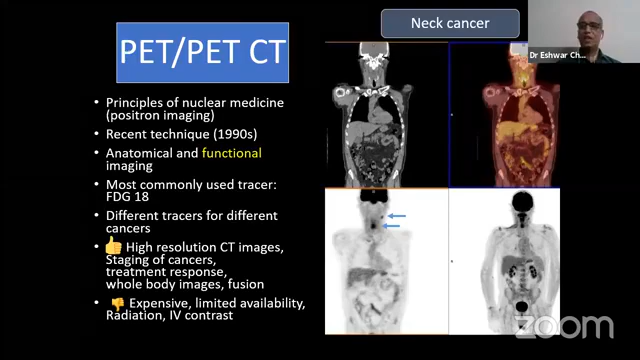 Neck cancer
PET/PET CT
Dr Eshwar Ch...
• Principles of nuclear medicine
(positron imaging)
• Recent technique (1990s)
• Anatomical and functional
imaging
• Most commonly used tracer:
FDG 18
• Different tracers for different
cancers
• 👍 High resolution CT images,
Staging of cancers,
treatment response,
whole body images, fusion
• 👎 Expensive, limited availability,
Radiation, IV contrast
zoom